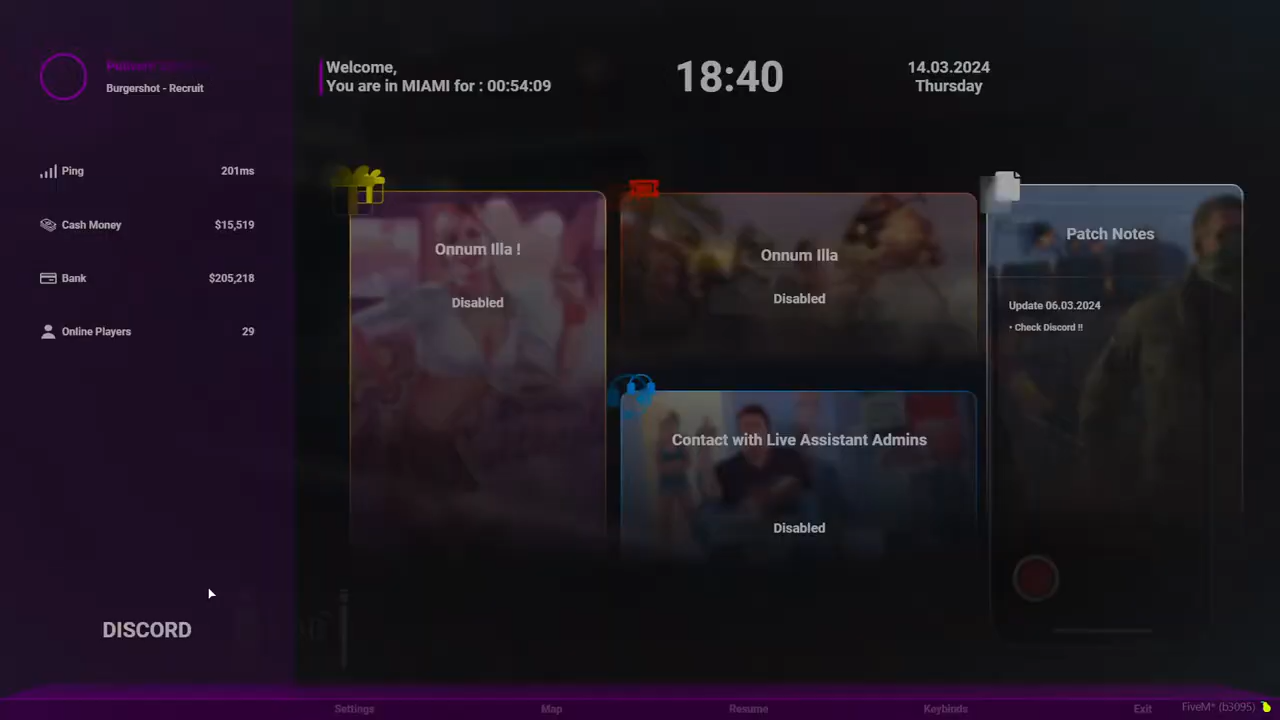 Burgershot - Recruit
Welcome,
You are in MIAMI for : 00:54:09
18:40
14.03.2024
Thursday
Ping 201ms
Cash Money $15,519
Bank $205,218
Online Players 29
Onnum Illa !
Disabled
Onnum Illa
Disabled
Contact with Live Assistant Admins
Disabled
Patch Notes
Update 06.03.2024
• Check Discord !!
DISCORD
Settings
Map
Resume
Keybinds
Exit
FiveM* (b3095)